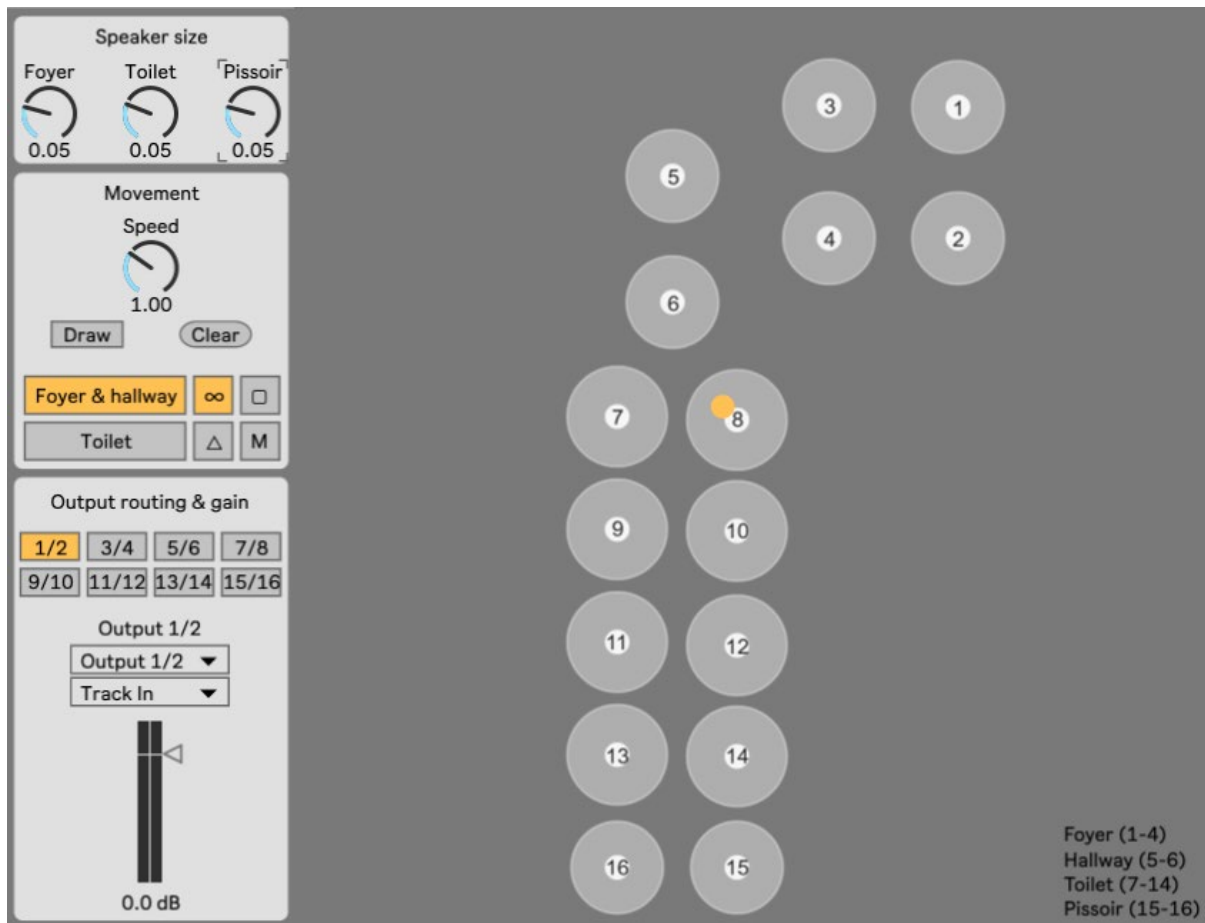 Speaker size
Foyer Toilet Pissoir
0.05 0.05 0.05
Movement
Speed
1.00
Draw Clear
Foyer & hallway ∞ ▢
Toilet △ M
Output routing & gain
1/2 3/4 5/6 7/8
9/10 11/12 13/14 15/16
Output 1/2
Output 1/2
Track In
0.0 dB
3 1
5
4 2
6
7 8
9 10
11 12
13 14
16 15
Foyer (1-4)
Hallway (5-6)
Toilet (7-14)
Pissoir (15-16)